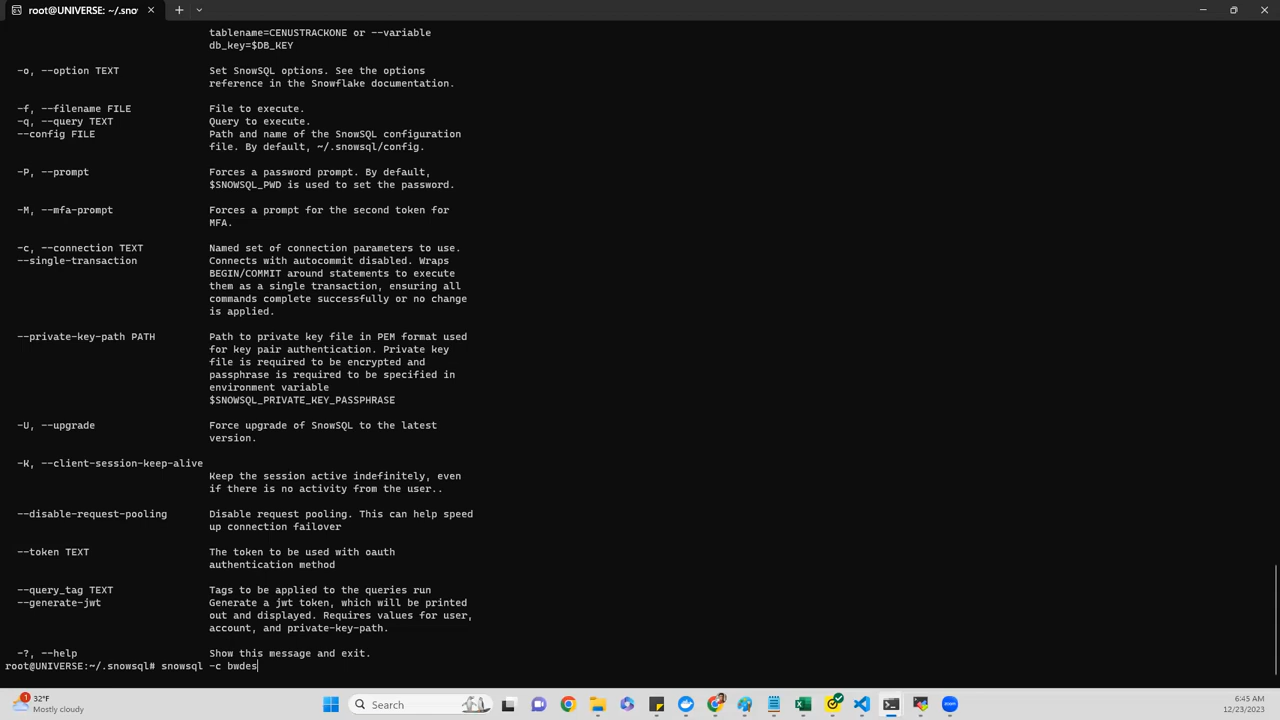 root@UNIVERSE: ~/.sno
tablename=CENUSTRACKONE or --variable
db_key=$DB_KEY
-o, --option TEXT Set SnowSQL options. See the options
reference in the Snowflake documentation.
-f, --filename FILE File to execute.
-q, --query TEXT Query to execute.
--config FILE Path and name of the SnowSQL configuration
file. By default, ~/.snowsql/config.
-P, --prompt Forces a password prompt. By default,
$SNOWSQL_PWD is used to set the password.
-M, --mfa-prompt Forces a prompt for the second token for
MFA.
-c, --connection TEXT Named set of connection parameters to use.
--single-transaction Connects with autocommit disabled. Wraps
BEGIN/COMMIT around statements to execute
them as a single transaction, ensuring all
commands complete successfully or no change
is applied.
--private-key-path PATH Path to private key file in PEM format used
for key pair authentication. Private key
file is required to be encrypted and
passphrase is required to be specified in
environment variable
$SNOWSQL_PRIVATE_KEY_PASSPHRASE
-U, --upgrade Force upgrade of SnowSQL to the latest
version.
-K, --client-session-keep-alive
Keep the session active indefinitely, even
if there is no activity from the user..
--disable-request-pooling Disable request pooling. This can help speed
up connection failover
--token TEXT The token to be used with oauth
authentication method
--query_tag TEXT Tags to be applied to the queries run
--generate-jwt Generate a jwt token, which will be printed
out and displayed. Requires values for user,
account, and private-key-path.
-?, --help Show this message and exit.
root@UNIVERSE:~/.snowsql# snowsql -c bwdes
1
32°F
Mostly cloudy
Search
zoom
6:45 AM
12/23/2023